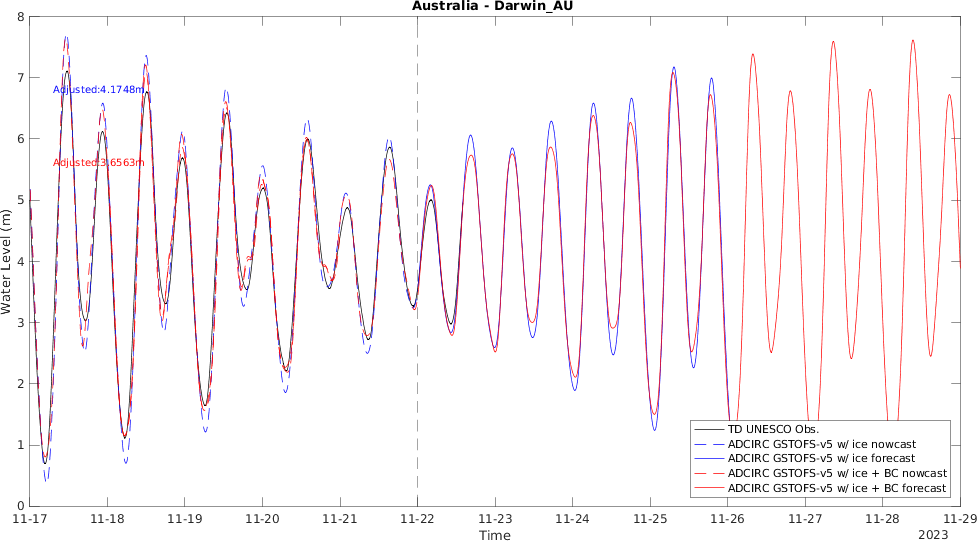 Australia - Darwin_AU
8
7
6
5
4
3
2
1
0
Water Level (m)
Adjusted:4.1748m
Adjusted:3.6563m
TD UNESCO Obs.
ADCIRC GSTOFS-v5 w/ ice nowcast
ADCIRC GSTOFS-v5 w/ ice forecast
ADCIRC GSTOFS-v5 w/ ice + BC nowcast
ADCIRC GSTOFS-v5 w/ ice + BC forecast
11-17 11-18 11-19 11-20 11-21 11-22 11-23 11-24 11-25 11-26 11-27 11-28 11-29
Time
2023